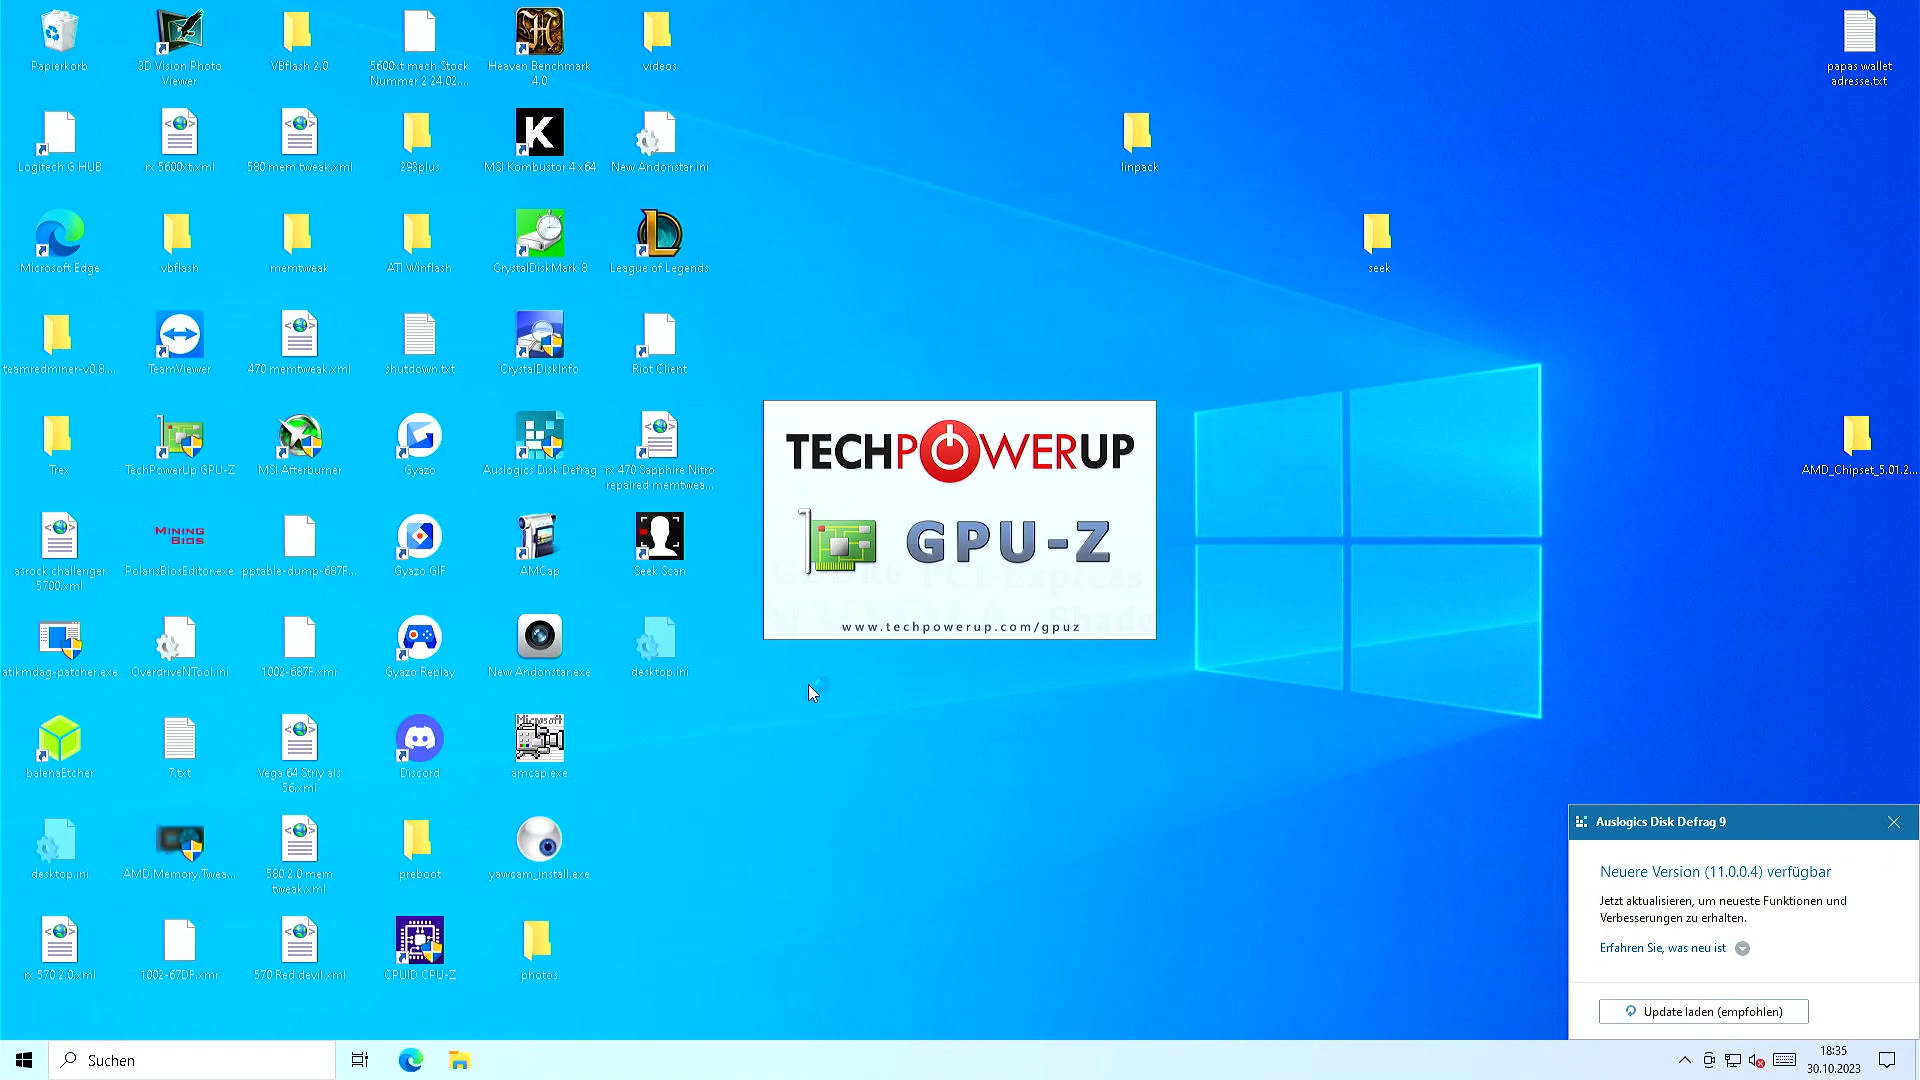 Papierkorb
3D Vision Photo
Viewer
VBflash 2.0
5600xt mech Stock
Nummer 2 24.02....
Heaven Benchmark
4.0
videos
papas wallet
adresse.txt
Logitech G HUB
rx 5600xt.xml
580 mem tweak.xml
293plus
K
MSI Kombustor 4 x64
New Andonstar.ini
linpack
Microsoft Edge
vbflash
memtweak
ATI Winflash
CrystalDiskMark 8
League of Legends
seek
teamredminer-v0.8....
TeamViewer
470 memtweak.xml
shutdown.txt
CrystalDiskInfo
Riot Client
Trex
TechPowerUp GPU-Z
MSI Afterburner
Gyazo
Auslogics Disk Defrag
rx 470 Sapphire Nitro
repaired memtwea...
AMD_Chipset_5.01.2...
TECHPOWERUP
GPU-Z
www.techpowerup.com/gpuz
asrock challenger
5700.xml
MINING
BIOS
PolarisBiosEditor.exe
pptable-dump-687F...
Gyazo GIF
AMCap
Seek Scan
atikmdag-patcher.exe
OverdriveNTool.ini
1002-687F.xmr
Gyazo Replay
New Andonstar.exe
desktop.ini
balenaEtcher
7.txt
Vega 64 Striy als
56.xml
Discord
Microsoft
amcap.exe
desktop.ini
AMD.Memory.Twea...
580 2.0 mem
tweak.xml
preboot
yawcam_install.exe
rx 570 2.0.xml
1002-67DF.xmr
570 Red devil.xml
CPUID CPU-Z
photos
Auslogics Disk Defrag 9
Neuere Version (11.0.0.4) verfügbar
Jetzt aktualisieren, um neueste Funktionen und
Verbesserungen zu erhalten.
Erfahren Sie, was neu ist
Update laden (empfohlen)
Suchen
18:35
30.10.2023